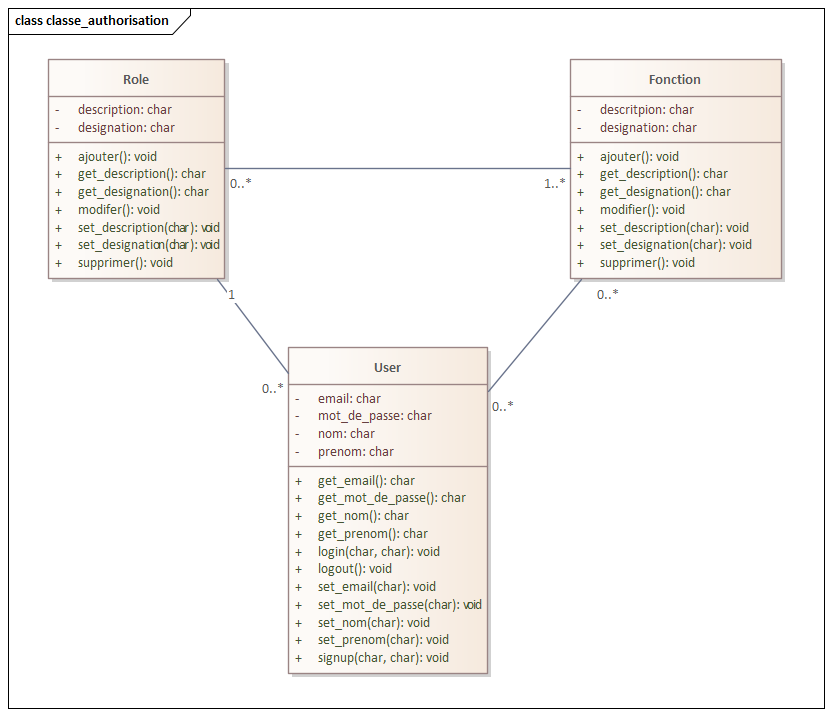 class classe_authorisation
Role
- description: char
- designation: char
+ ajouter(): void
+ get_description(): char
+ get_designation(): char
+ modifer(): void
+ set_description(char): void
+ set_designation(char): void
+ supprimer(): void
Fonction
- descritpion: char
- designation: char
+ ajouter(): void
+ get_description(): char
+ get_designation(): char
+ modifier(): void
+ set_description(char): void
+ set_designation(char): void
+ supprimer(): void
0..*
1..*
1
0..*
0..*
0..*
User
- email: char
- mot_de_passe: char
- nom: char
- prenom: char
+ get_email(): char
+ get_mot_de_passe(): char
+ get_nom(): char
+ get_prenom(): char
+ login(char, char): void
+ logout(): void
+ set_email(char): void
+ set_mot_de_passe(char): void
+ set_nom(char): void
+ set_prenom(char): void
+ signup(char, char): void